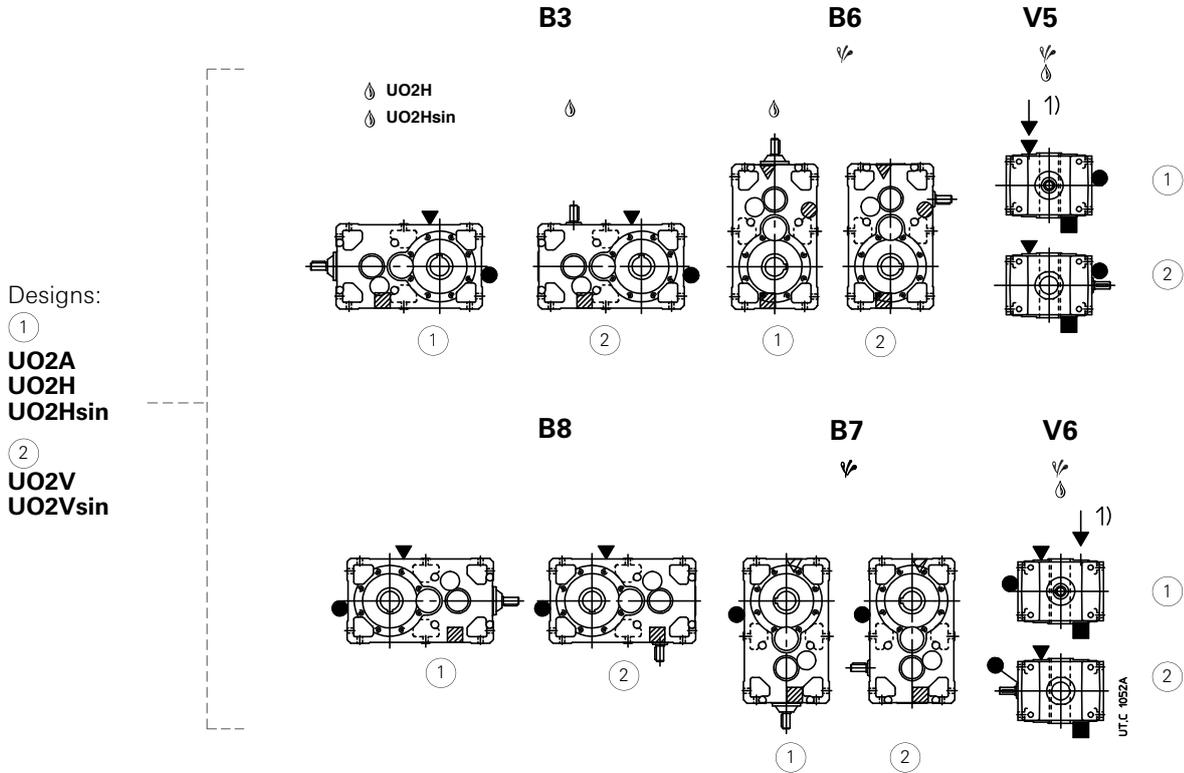 B3 B6 V5
UO2H
UO2Hsin
1)
1
2
1 2 1 2
Designs:
1
UO2A
UO2H
UO2Hsin
2
UO2V
UO2Vsin
B8 B7 V6
1)
1
2
1 2
1 2
UT.C 1052A